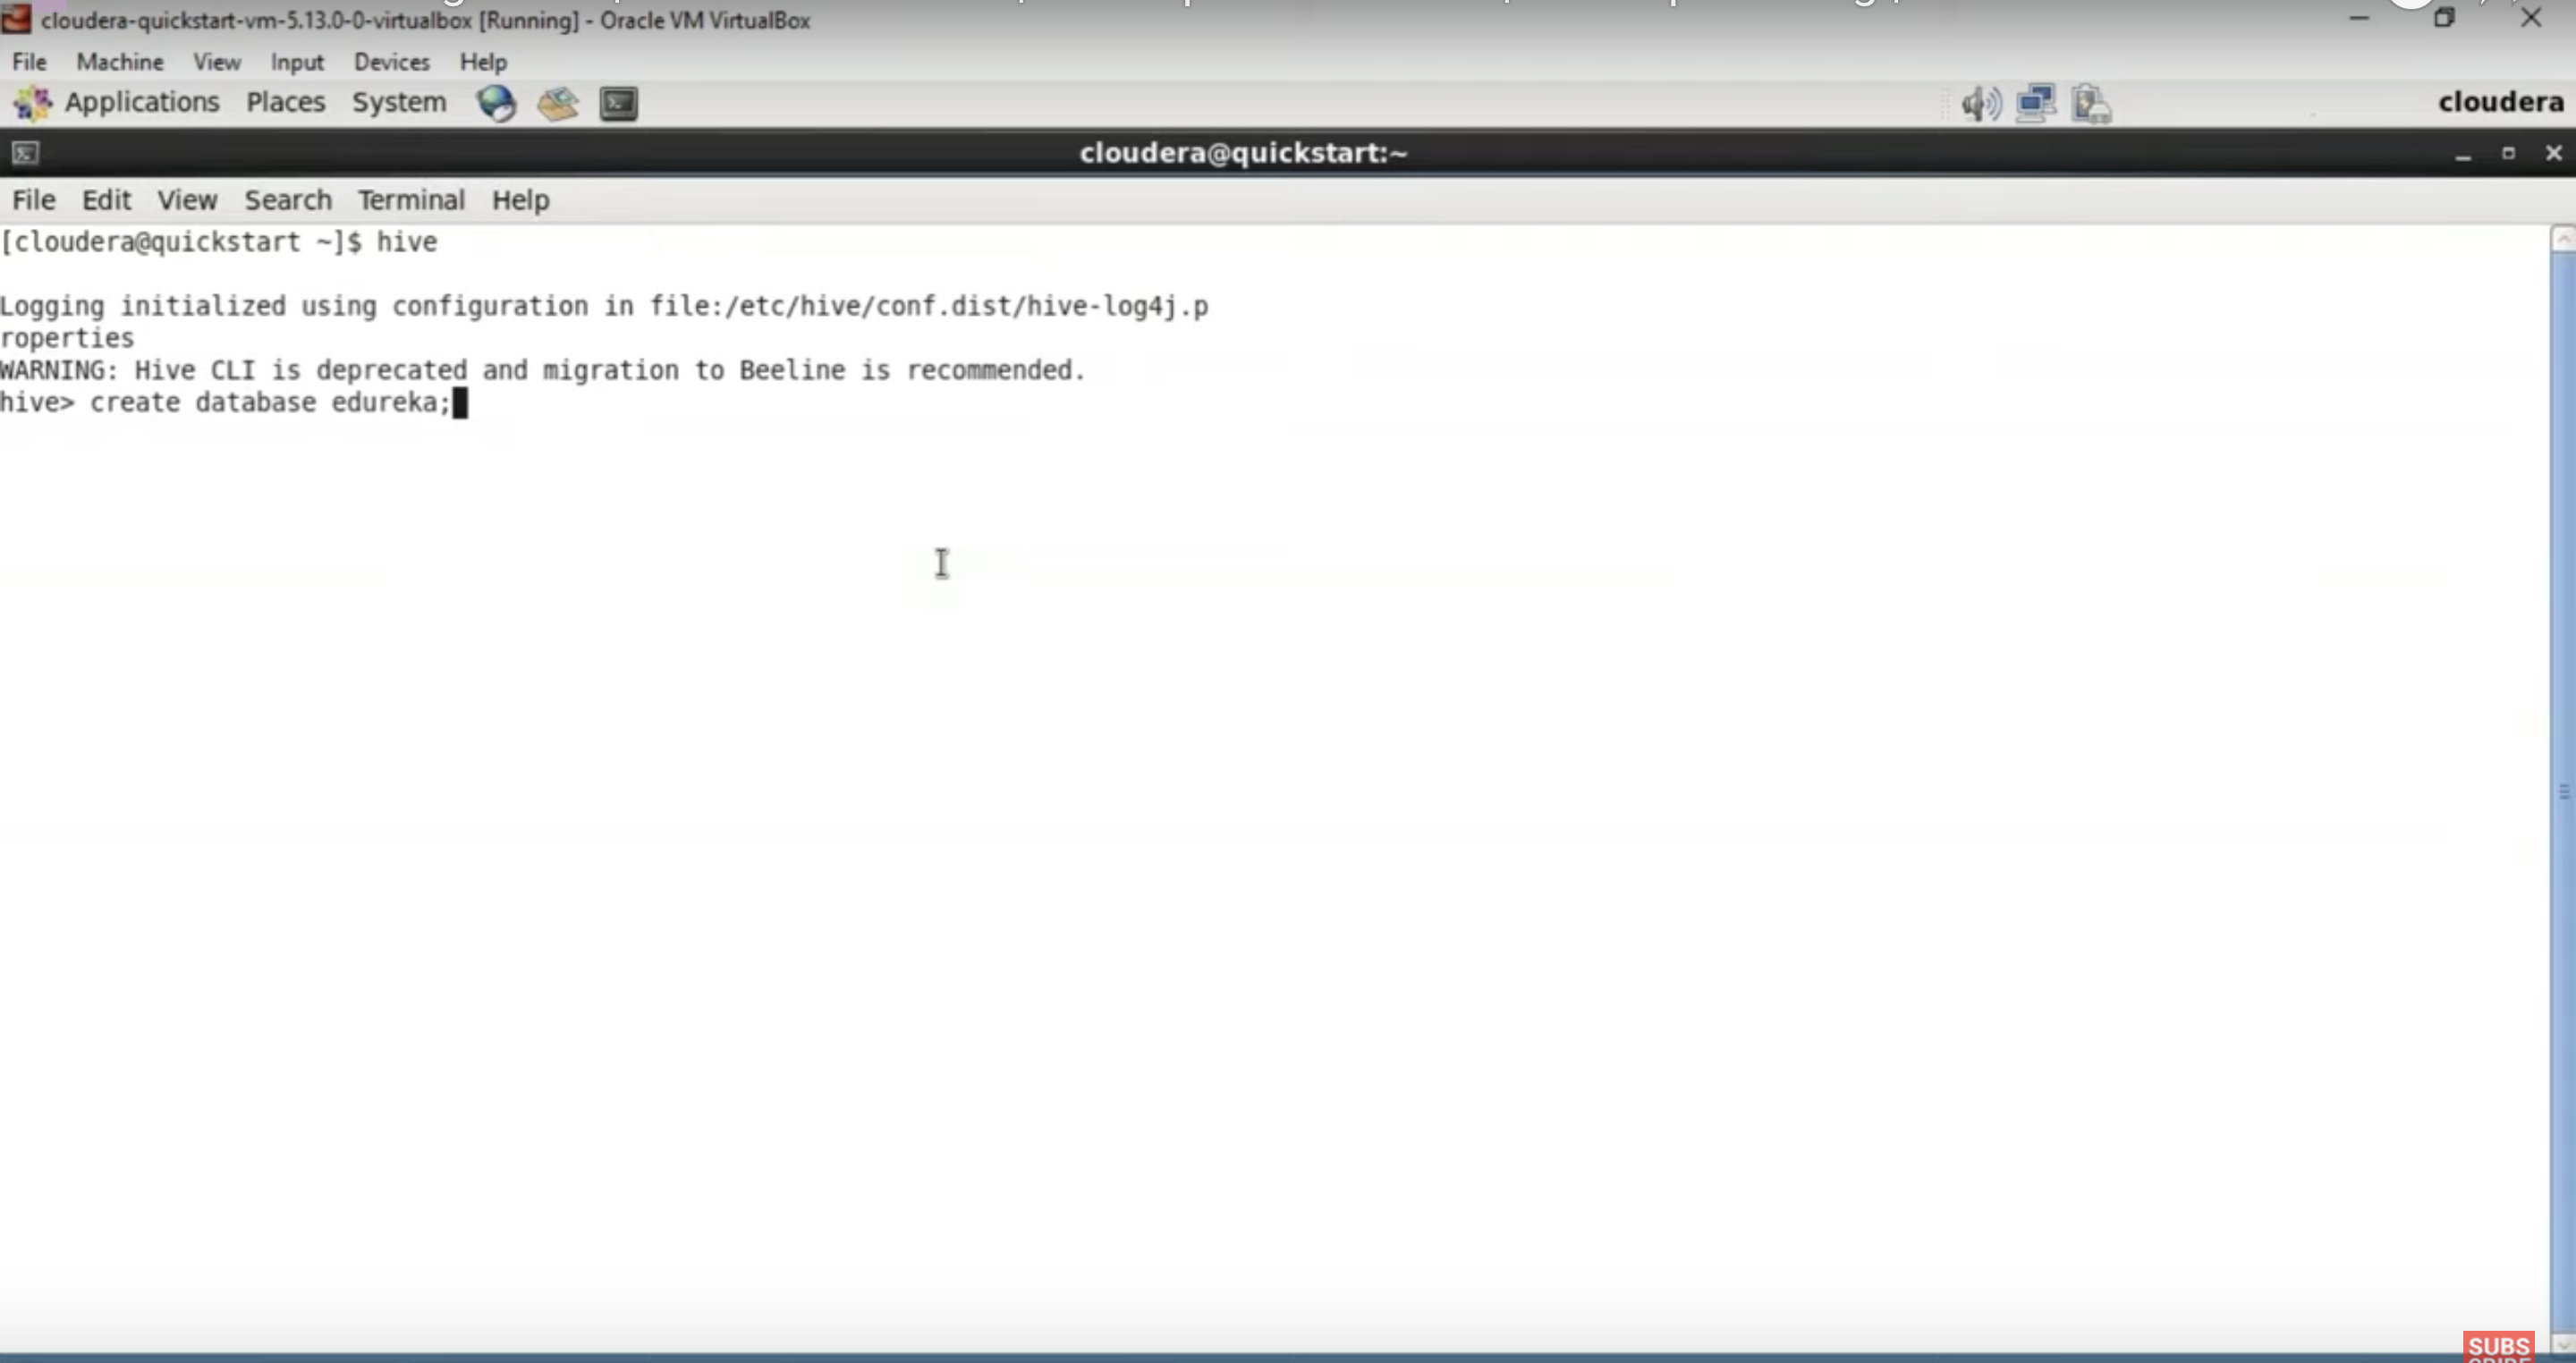 cloudera-quickstart-vm-5.13.0-0-virtualbox [Running] - Oracle VM VirtualBox
File Machine View Input Devices Help
Applications Places System cloudera
cloudera@quickstart:~
File Edit View Search Terminal Help
[cloudera@quickstart ~]$ hive
Logging initialized using configuration in file:/etc/hive/conf.dist/hive-log4j.p
roperties
WARNING: Hive CLI is deprecated and migration to Beeline is recommended.
hive> create database edureka;
SUBS